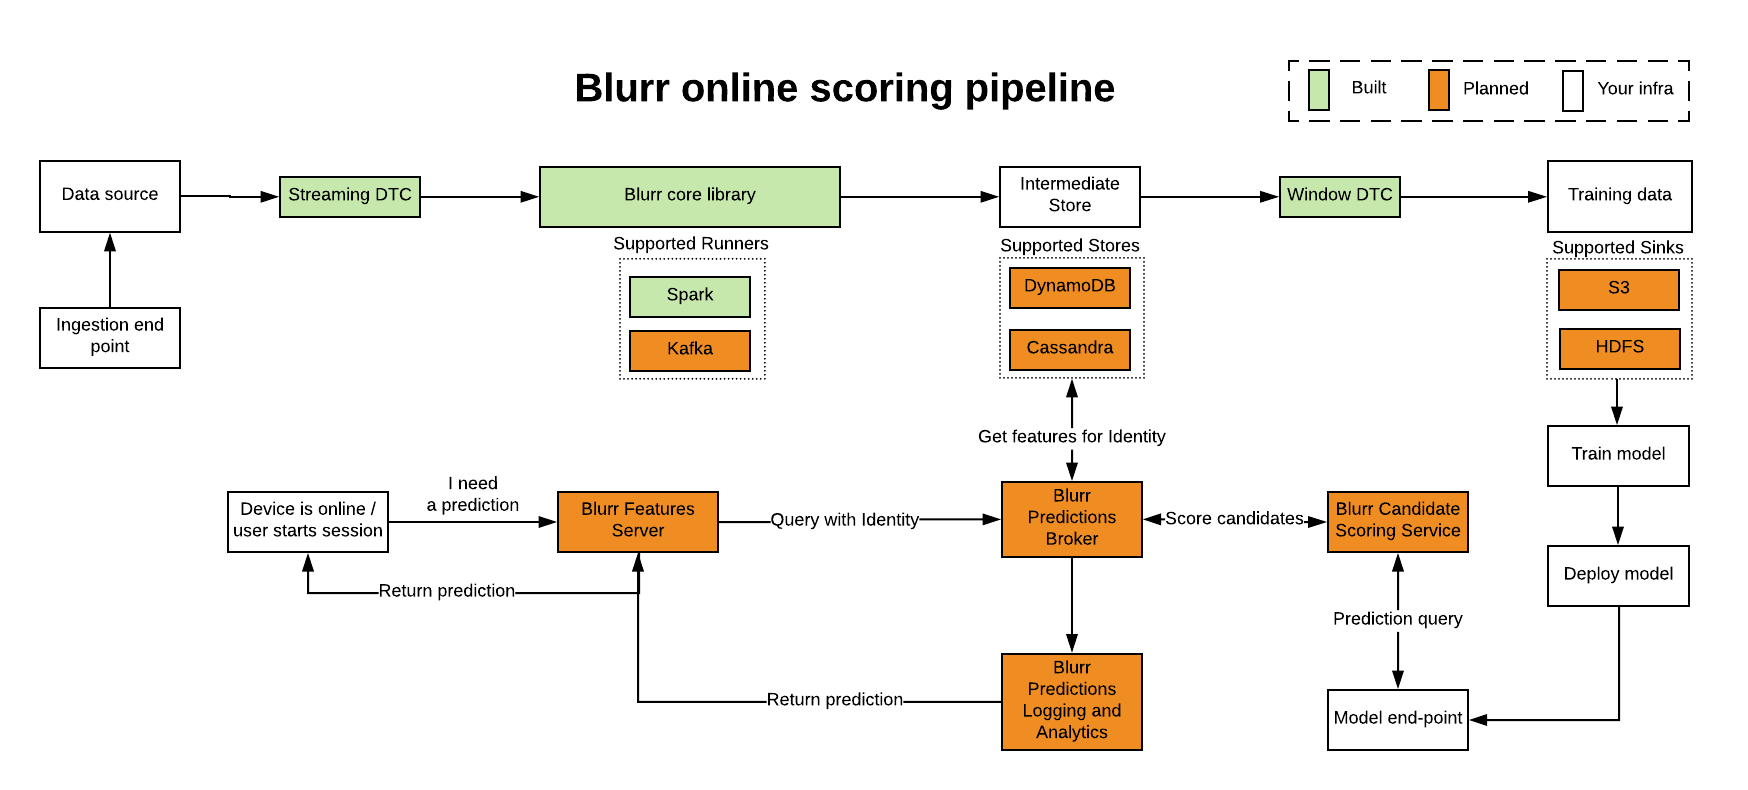 Blurr online scoring pipeline
Built
Planned
Your infra
Data source
Streaming DTC
Blurr core library
Intermediate
Store
Window DTC
Training data
Supported Runners
Supported Stores
Supported Sinks
Spark
Kafka
DynamoDB
Cassandra
S3
HDFS
Ingestion end
point
Get features for Identity
Train model
I need
a prediction
Device is online /
user starts session
Blurr Features
Server
Query with Identity
Blurr
Predictions
Broker
Score candidates
Blurr Candidate
Scoring Service
Deploy model
Return prediction
Prediction query
Blurr
Predictions
Logging and
Analytics
Return prediction
Model end-point